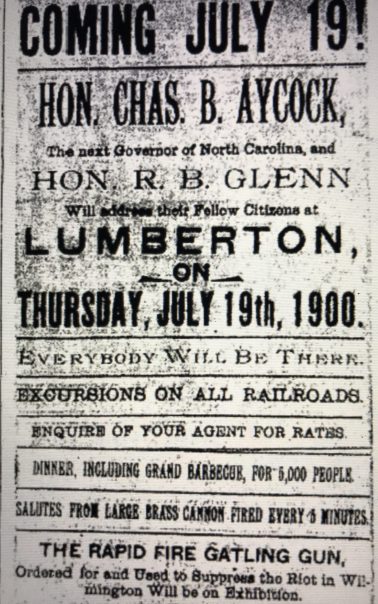 COMING JULY 19!
HON. CHAS. B. AYCOCK,
The next Governor of North Carolina, and
HON. R. B. GLENN
Will address their Fellow Citizens at
LUMBERTON,
ON
THURSDAY, JULY 19th, 1900.
EVERYBODY WILL BE THERE.
EXCURSIONS ON ALL RAILROADS.
ENQUIRE OF YOUR AGENT FOR RATES.
DINNER, INCLUDING GRAND BARBECUE, FOR 5,000 PEOPLE.
SALUTES FROM LARGE BRASS CANNON FIRED EVERY 5 MINUTES.
THE RAPID FIRE GATLING GUN,
Ordered for and Used to Suppress the Riot in Wil-
mington Will be on Exhibition.